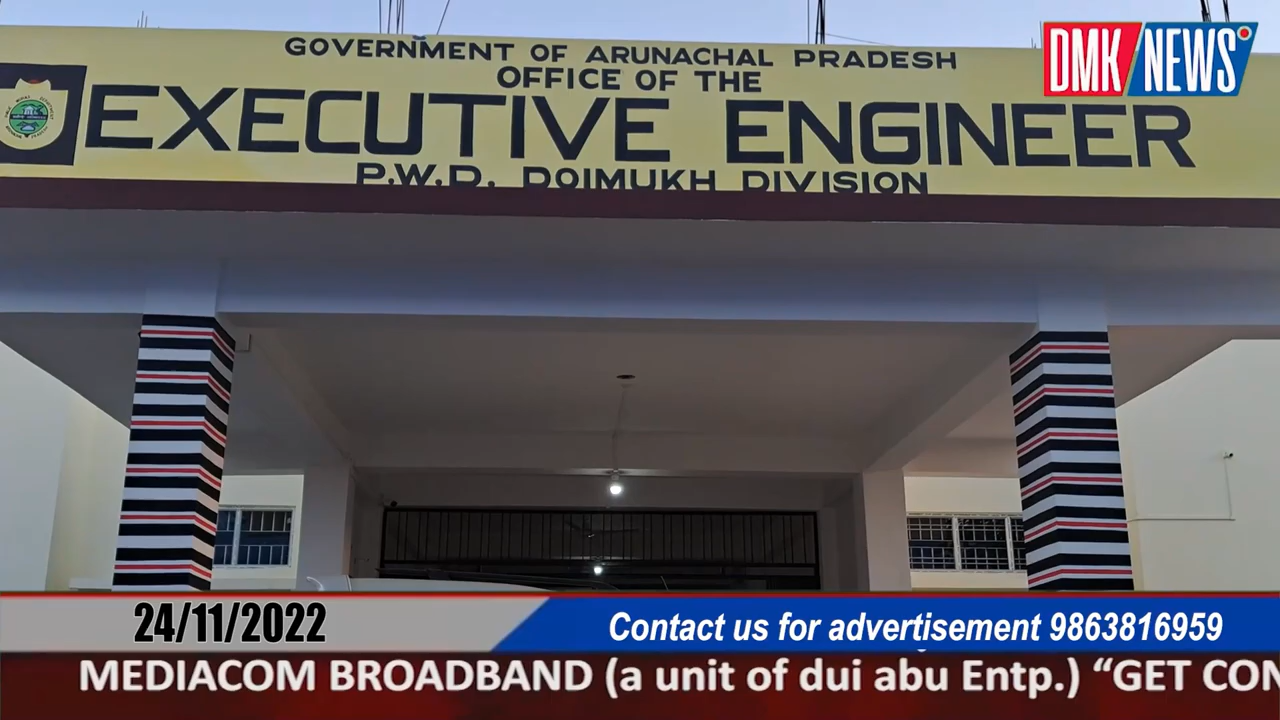 GOVERNMENT OF ARUNACHAL PRADESH
OFFICE OF THE
EXECUTIVE ENGINEER
P.W.D. DOIMUKH DIVISION
DMK NEWS
24/11/2022
Contact us for advertisement 9863816959
MEDIACOM BROADBAND (a unit of dui abu Entp.) “GET CON